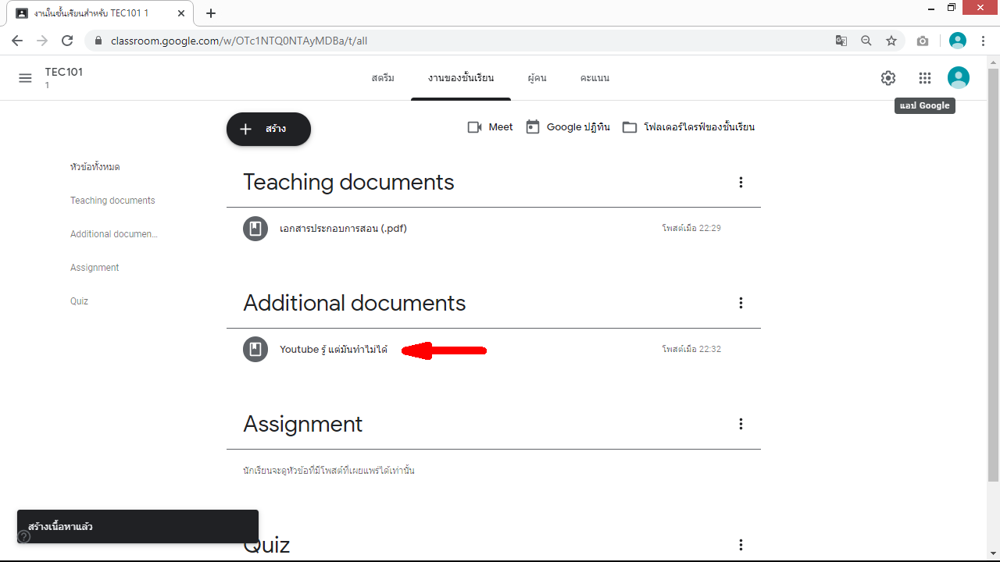 งานในชั้นเรียนสำหรับ TEC101 1
classroom.google.com/w/OTc1NTQ0NTAyMDBa/t/all
TEC101
1
สตรีม งานของชั้นเรียน ผู้คน คะแนน
แอป Google
สร้าง
Meet Google ปฏิทิน โฟลเดอร์ไดรฟ์ของชั้นเรียน
หัวข้อทั้งหมด
Teaching documents
Additional documen...
Assignment
Quiz
Teaching documents
เอกสารประกอบการสอน (.pdf) โพสต์เมื่อ 22:29
Additional documents
Youtube รู้ แต่มันทำไม่ได้ โพสต์เมื่อ 22:32
Assignment
นักเรียนจะดูหัวข้อที่มีโพสต์ที่เผยแพร่ได้เท่านั้น
Quiz
สร้างเนื้อหาแล้ว